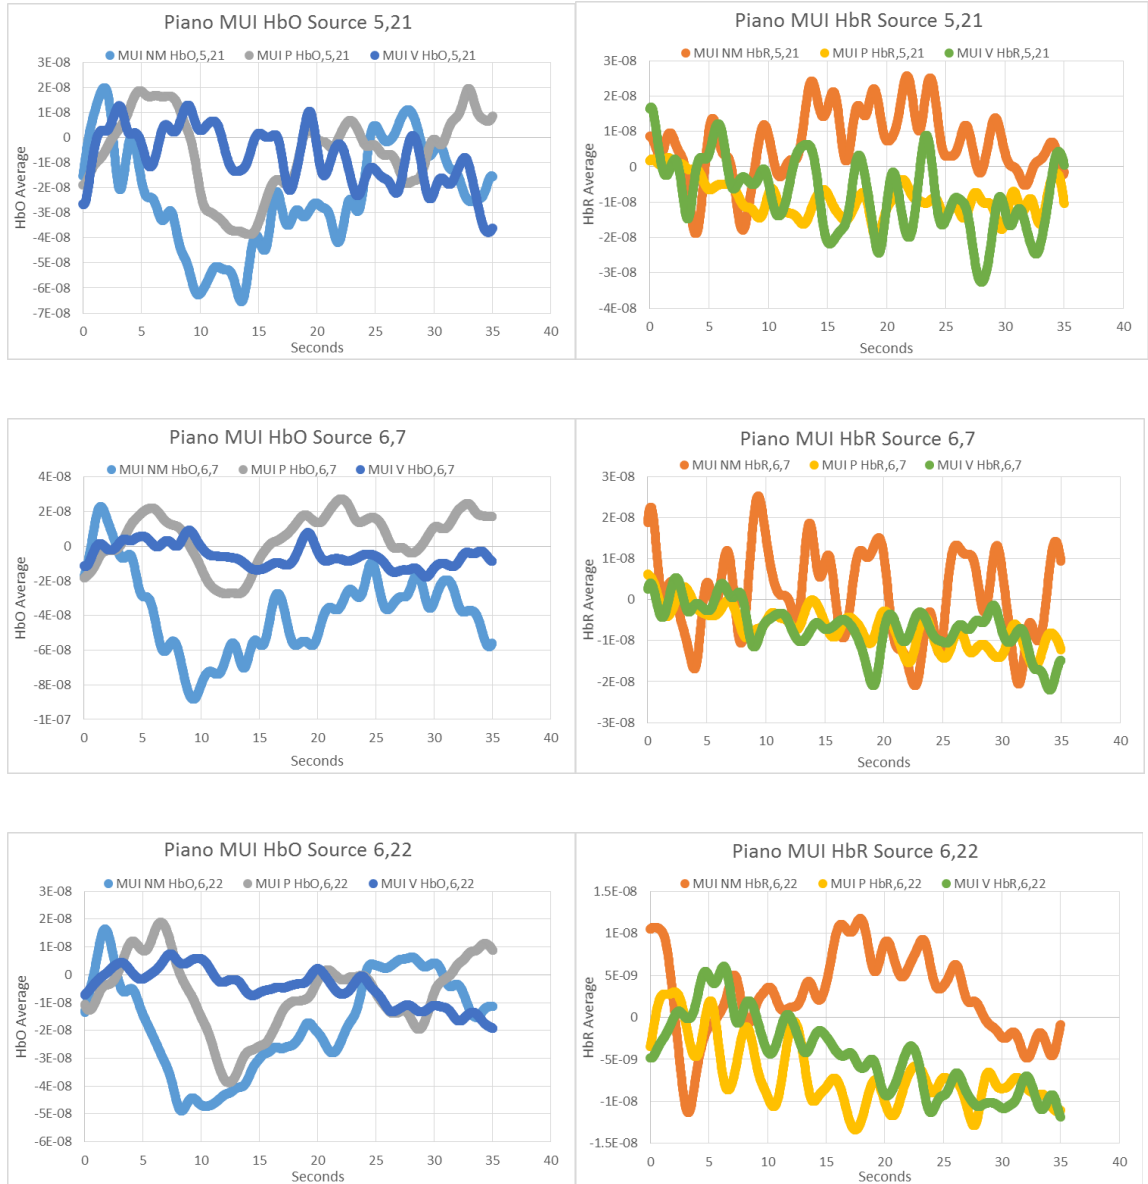 Piano MUI HbO Source 5,21
MUI NM HbO,5,21 MUI P HbO,5,21 MUI V HbO,5,21
3E-08
2E-08
1E-08
0
-1E-08
-2E-08
-3E-08
-4E-08
-5E-08
-6E-08
-7E-08
HbO Average
0 5 10 15 20 25 30 35 40
Seconds
Piano MUI HbR Source 5,21
MUI NM HbR,5,21 MUI P HbR,5,21 MUI V HbR,5,21
3E-08
2E-08
1E-08
0
-1E-08
-2E-08
-3E-08
-4E-08
HbR Average
0 5 10 15 20 25 30 35 40
Seconds
Piano MUI HbO Source 6,7
MUI NM HbO,6,7 MUI P HbO,6,7 MUI V HbO,6,7
4E-08
2E-08
0
-2E-08
-4E-08
-6E-08
-8E-08
-1E-07
HbO Average
0 5 10 15 20 25 30 35 40
Seconds
Piano MUI HbR Source 6,7
MUI NM HbR,6,7 MUI P HbR,6,7 MUI V HbR,6,7
3E-08
2E-08
1E-08
0
-1E-08
-2E-08
-3E-08
HbR Average
0 5 10 15 20 25 30 35 40
Seconds
Piano MUI HbO Source 6,22
MUI NM HbO,6,22 MUI P HbO,6,22 MUI V HbO,6,22
3E-08
2E-08
1E-08
0
-1E-08
-2E-08
-3E-08
-4E-08
-5E-08
-6E-08
HbO Average
0 5 10 15 20 25 30 35 40
Seconds
Piano MUI HbR Source 6,22
MUI NM HbR,6,22 MUI P HbR,6,22 MUI V HbR,6,22
1.5E-08
1E-08
5E-09
0
-5E-09
-1E-08
-1.5E-08
HbR Average
0 5 10 15 20 25 30 35 40
Seconds